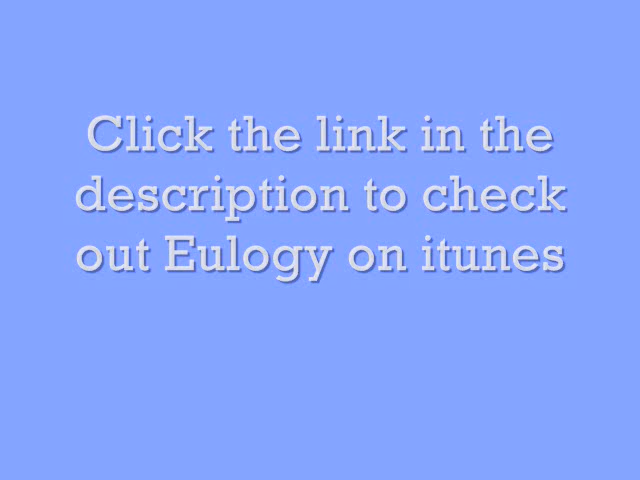 Click the link in the
description to check
out Eulogy on itunes